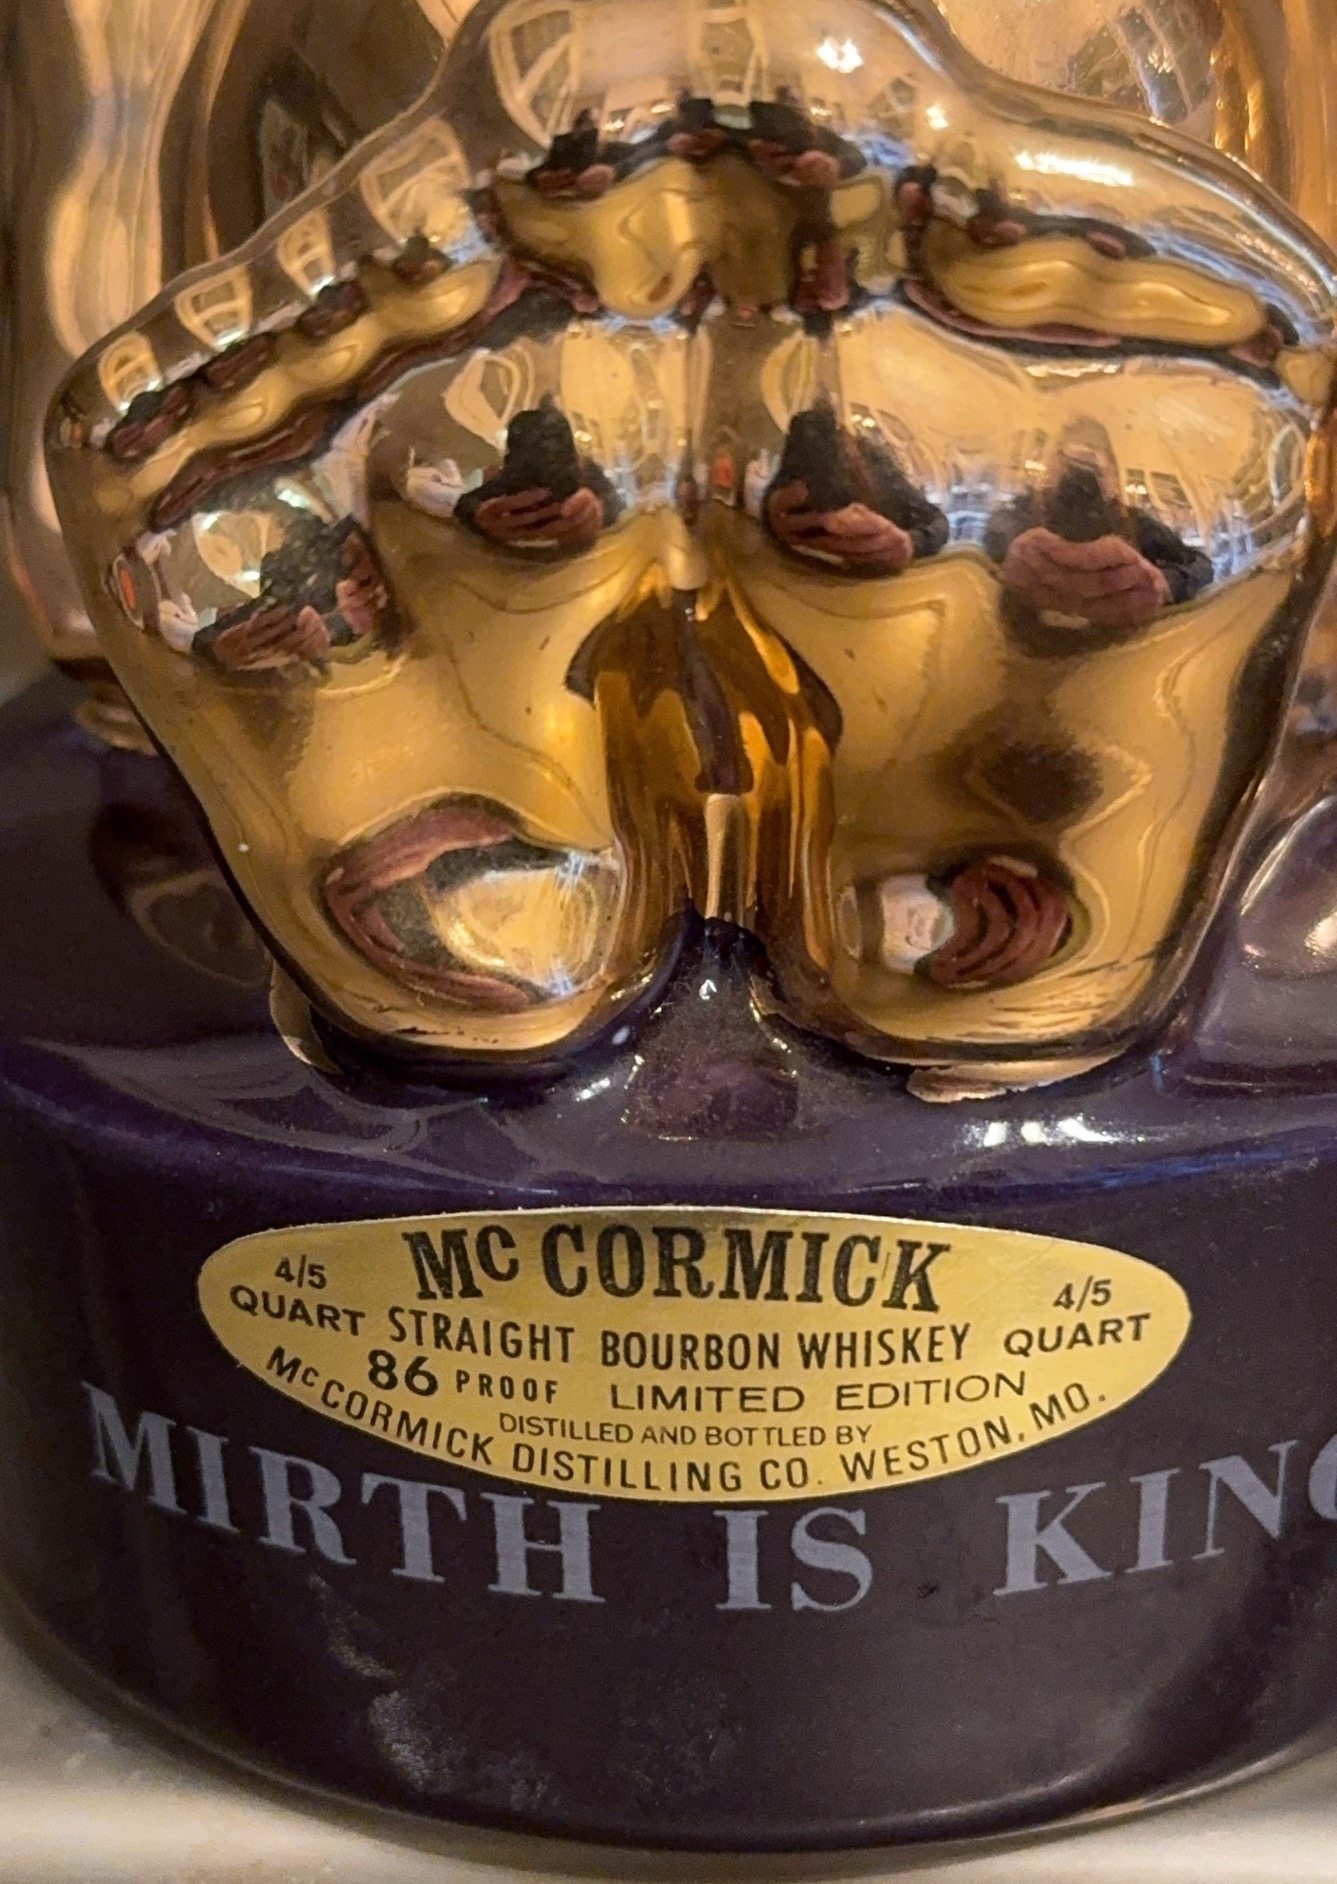 MCCORMICK
4/5 QUART
4/5 QUART
STRAIGHT BOURBON WHISKEY
86 PROOF LIMITED EDITION
DISTILLED AND BOTTLED BY
MCCORMICK DISTILLING CO. WESTON, MO.
MIRTH IS KING